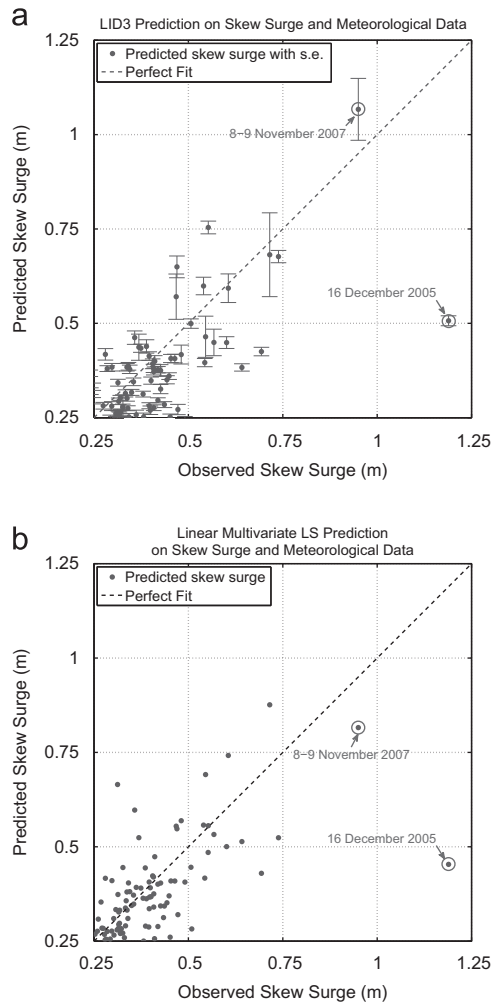 a
LID3 Prediction on Skew Surge and Meteorological Data
1.25
Predicted skew surge with s.e.
Perfect Fit
8–9 November 2007
1
Predicted Skew Surge (m)
0.75
16 December 2005
0.5
0.25
0.25 0.5 0.75 1 1.25
Observed Skew Surge (m)
b
Linear Multivariate LS Prediction
on Skew Surge and Meteorological Data
1.25
Predicted skew surge
Perfect Fit
1
Predicted Skew Surge (m)
0.75
8–9 November 2007
16 December 2005
0.5
0.25
0.25 0.5 0.75 1 1.25
Observed Skew Surge (m)